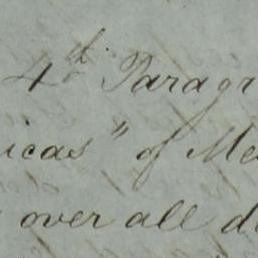 4th Paragr
icas" of Me
over all d